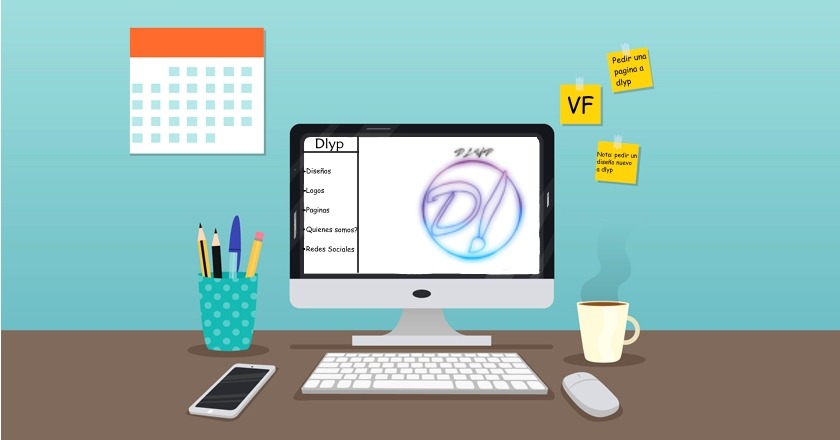 Dlyp
•Diseños
•Logos
•Paginas
•Quienes somos?
•Redes Sociales
DLYP
D
VF
Pedir una
pagina a
dlyp
Nota: pedir un
diseño nuevo
a dlyp